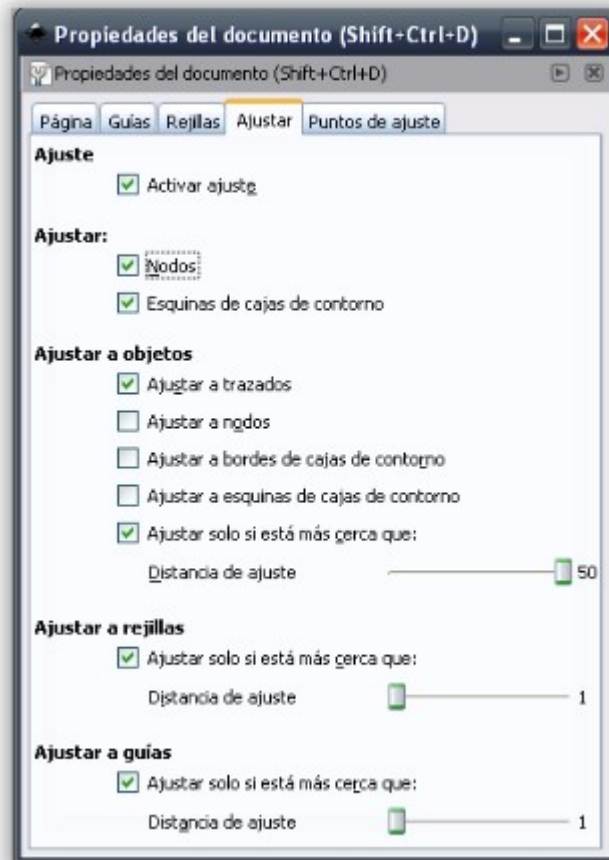 Propiedades del documento (Shift+Ctrl+D)
Propiedades del documento (Shift+Ctrl+D)
Página Guías Rejillas Ajustar Puntos de ajuste
Ajuste
Activar ajuste
Ajustar:
Nodos
Esquinas de cajas de contorno
Ajustar a objetos
Ajustar a trazados
Ajustar a nodos
Ajustar a bordes de cajas de contorno
Ajustar a esquinas de cajas de contorno
Ajustar solo si está más cerca que:
Distancia de ajuste 50
Ajustar a rejillas
Ajustar solo si está más cerca que:
Distancia de ajuste 1
Ajustar a guías
Ajustar solo si está más cerca que:
Distancia de ajuste 1